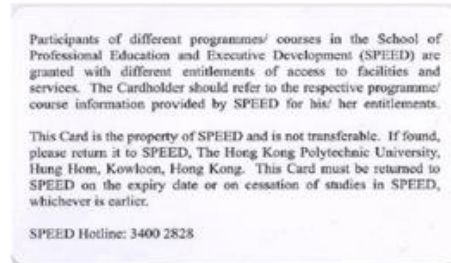 Participants of different programmes/ courses in the School of
Professional Education and Executive Development (SPEED) are
granted with different entitlements of access to facilities and
services. The Cardholder should refer to the respective programme/
course information provided by SPEED for his/ her entitlements.
This Card is the property of SPEED and is not transferable. If found,
please return it to SPEED, The Hong Kong Polytechnic University,
Hung Hom, Kowloon, Hong Kong. This Card must be returned to
SPEED on the expiry date or on cessation of studies in SPEED,
whichever is earlier.
SPEED Hotline: 3400 2828